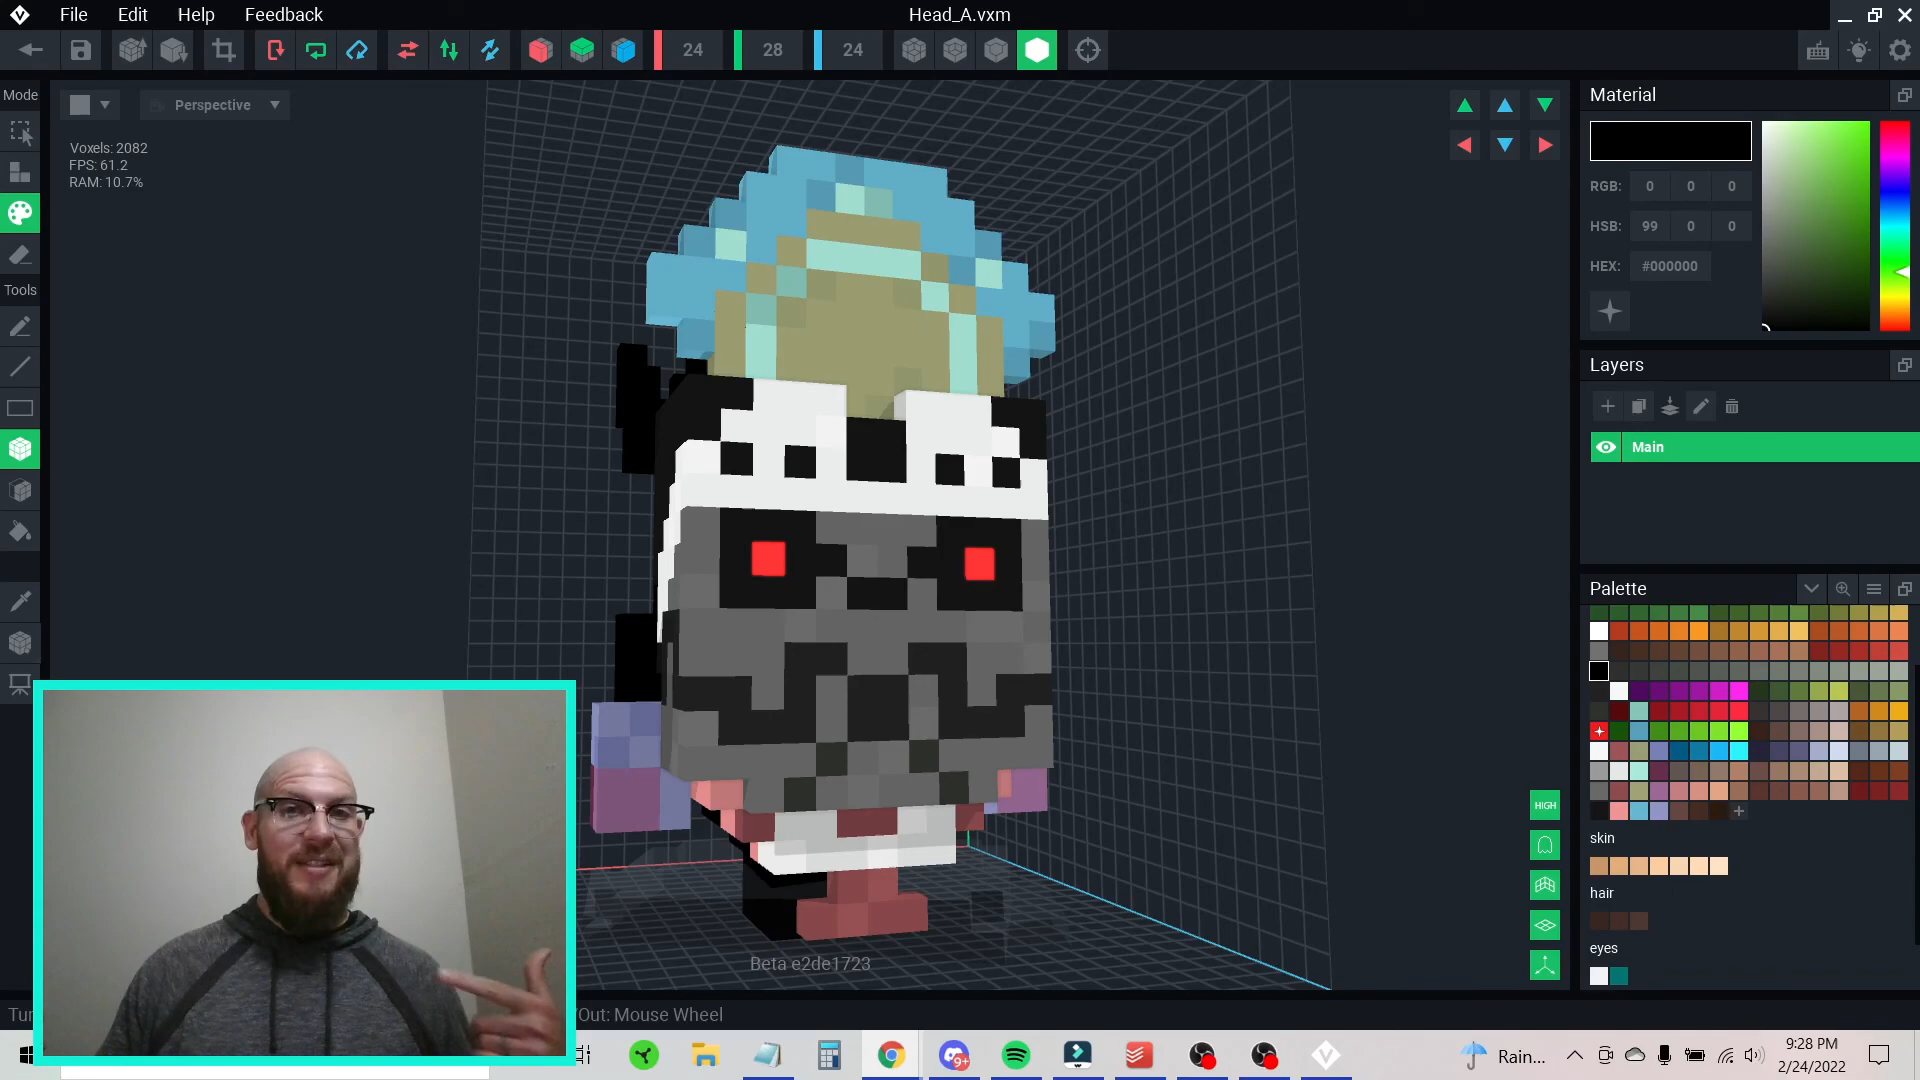 File Edit Help Feedback
Head_A.vxm
24 28 24
Mode
Perspective
Voxels: 2082
FPS: 61.2
RAM: 10.7%
Tools
Material
RGB: 0 0 0
HSB: 99 0 0
HEX: #000000
Layers
Main
Palette
HIGH
skin
hair
eyes
Beta e2de1723
/Out: Mouse Wheel
9+
Rain...
9:28 PM
2/24/2022